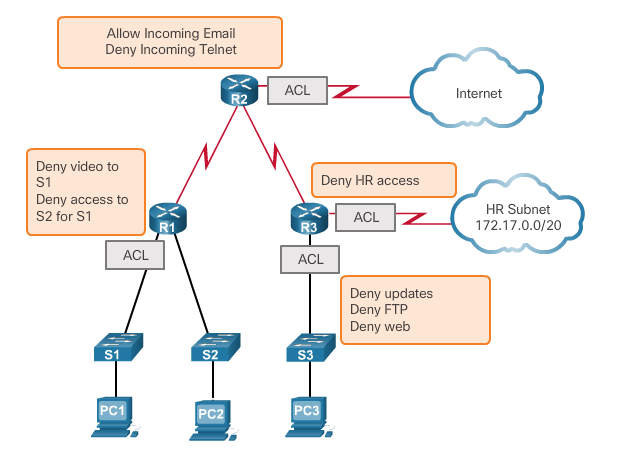 Allow Incoming Email
Deny Incoming Telnet
ACL
R2
Internet
Deny video to
S1
Deny access to
S2 for S1
Deny HR access
HR Subnet
172.17.0.0/20
R1
R3
ACL
ACL
ACL
Deny updates
Deny FTP
Deny web
S1
S2
S3
PC1
PC2
PC3